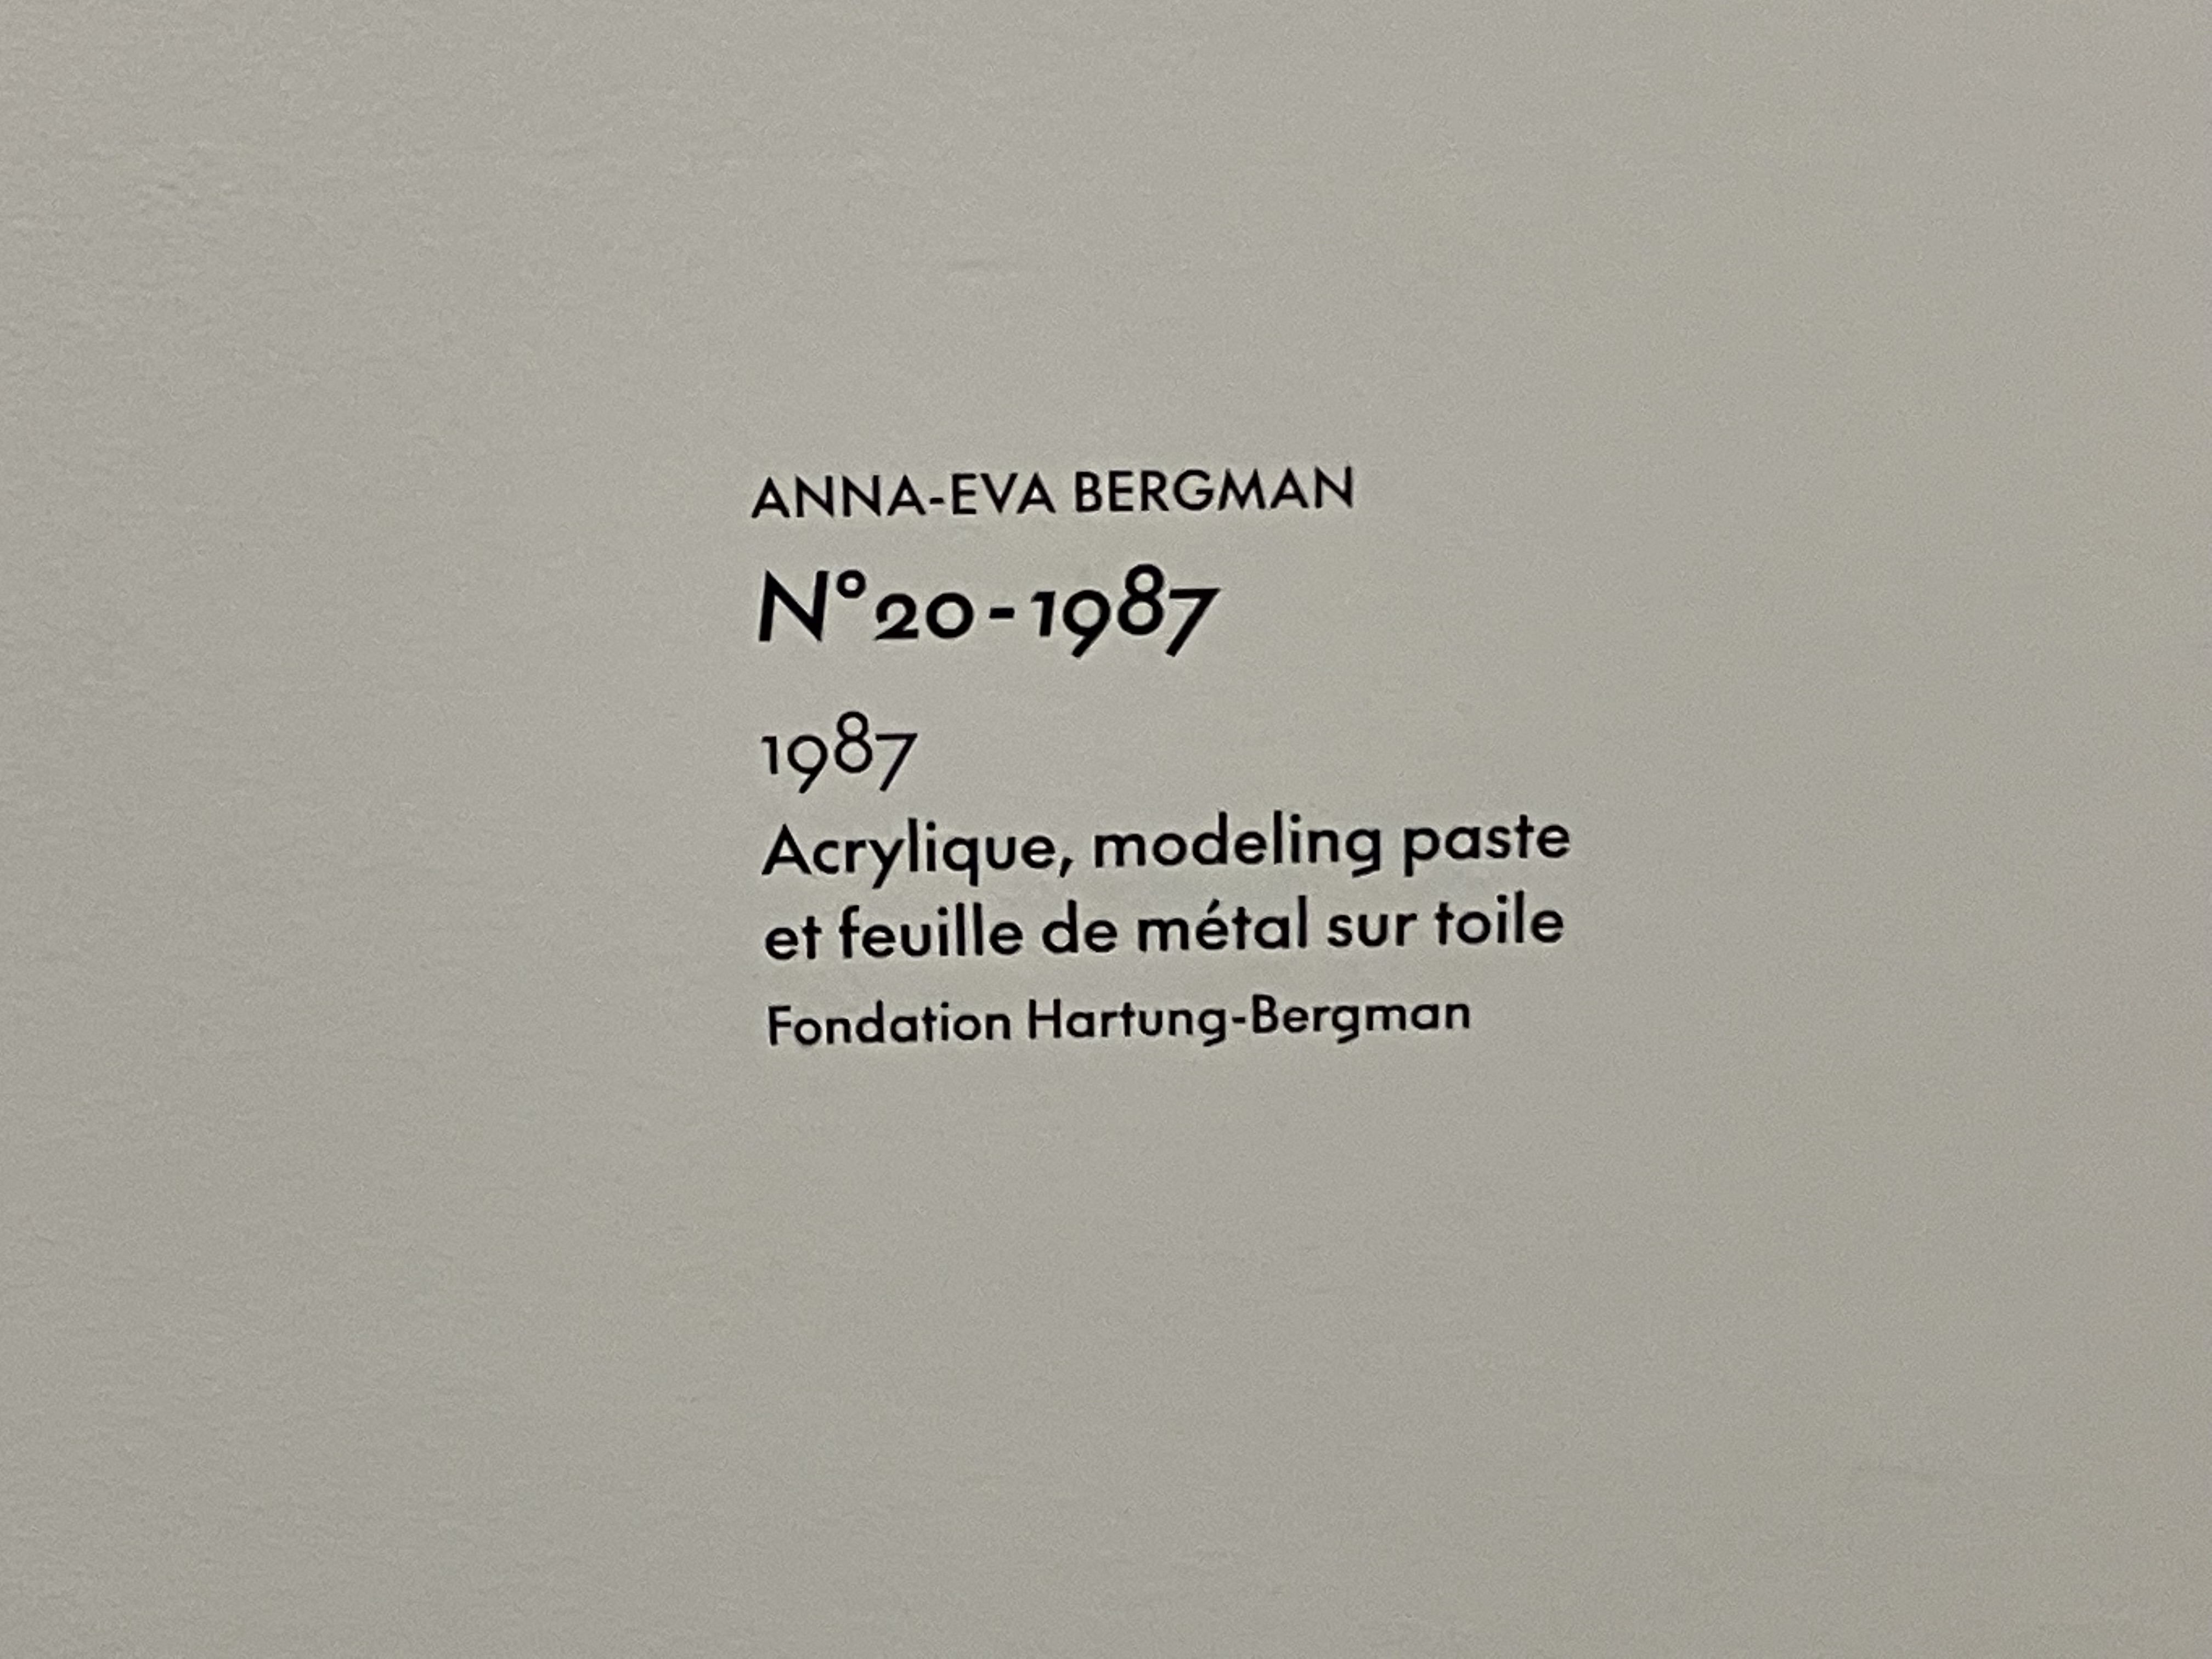 ANNA-EVA BERGMAN
N°20-1987
1987
Acrylique, modeling paste
et feuille de métal sur toile
Fondation Hartung-Bergman